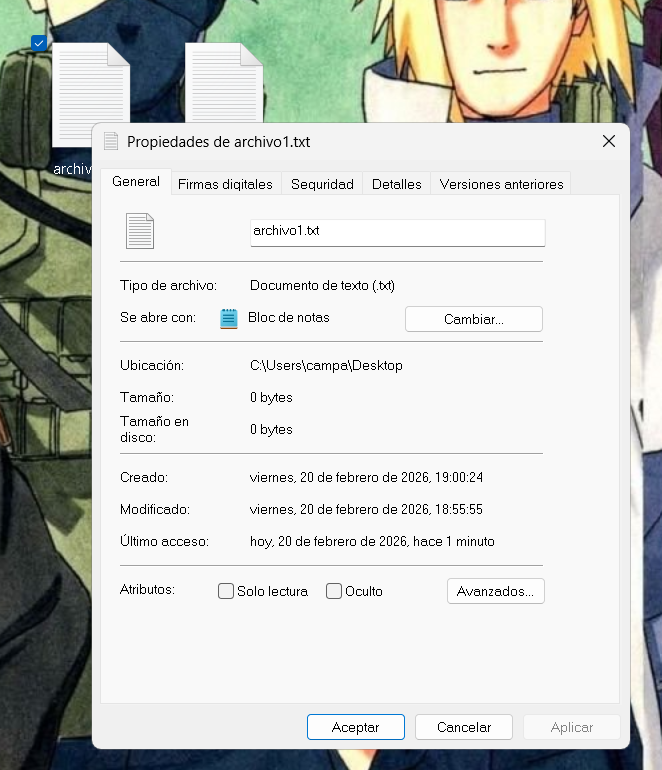 archiv
Propiedades de archivo1.txt
General
Firmas digitales
Seguridad
Detalles
Versiones anteriores
archivo1.txt
Tipo de archivo: Documento de texto (.txt)
Se abre con: Bloc de notas Cambiar...
Ubicación: C:\Users\campa\Desktop
Tamaño: 0 bytes
Tamaño en
disco: 0 bytes
Creado: viernes, 20 de febrero de 2026, 19:00:24
Modificado: viernes, 20 de febrero de 2026, 18:55:55
Último acceso: hoy, 20 de febrero de 2026, hace 1 minuto
Atributos: Solo lectura Oculto Avanzados...
Aceptar Cancelar Aplicar